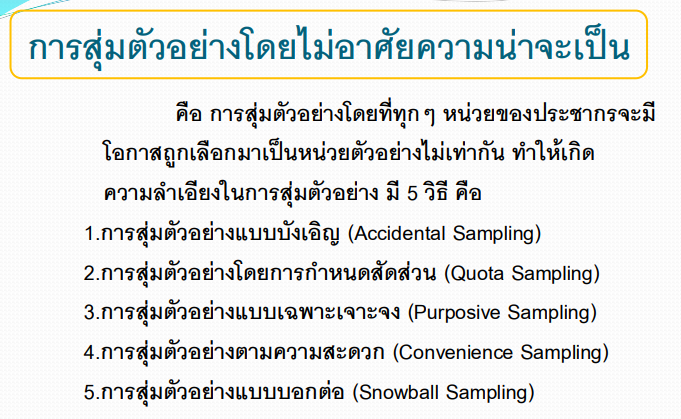 การสุ่มตัวอย่างโดยไม่อาศัยความน่าจะเป็น
คือ การสุ่มตัวอย่างโดยที่ทุกๆ หน่วยของประชากรจะมี
โอกาสถูกเลือกมาเป็นหน่วยตัวอย่างไม่เท่ากัน ทำให้เกิด
ความลำเอียงในการสุ่มตัวอย่าง มี 5 วิธี คือ
1.การสุ่มตัวอย่างแบบบังเอิญ (Accidental Sampling)
2.การสุ่มตัวอย่างโดยการกำหนดสัดส่วน (Quota Sampling)
3.การสุ่มตัวอย่างแบบเฉพาะเจาะจง (Purposive Sampling)
4.การสุ่มตัวอย่างตามความสะดวก (Convenience Sampling)
5.การสุ่มตัวอย่างแบบบอกต่อ (Snowball Sampling)